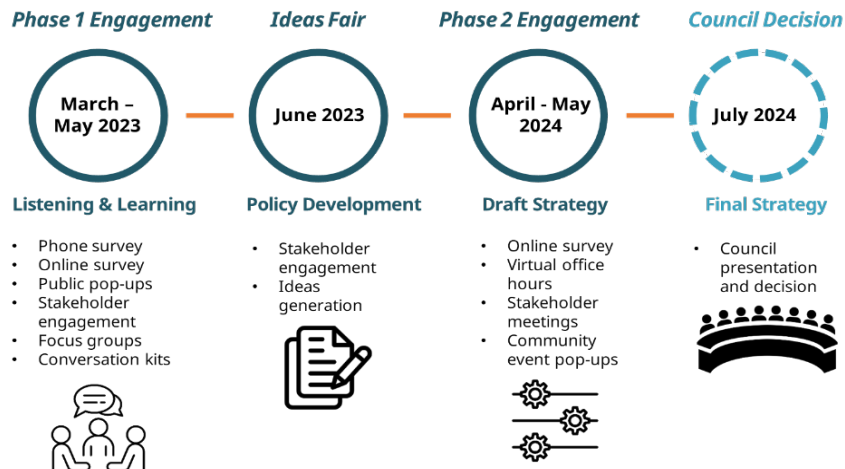 Phase 1 Engagement
Ideas Fair
Phase 2 Engagement
Council Decision
March –
May 2023
June 2023
April - May
2024
July 2024
Listening & Learning
Policy Development
Draft Strategy
Final Strategy
• Phone survey
• Online survey
• Public pop-ups
• Stakeholder
engagement
• Focus groups
• Conversation kits
• Stakeholder
engagement
• Ideas
generation
• Online survey
• Virtual office
hours
• Stakeholder
meetings
• Community
event pop-ups
• Council
presentation
and decision